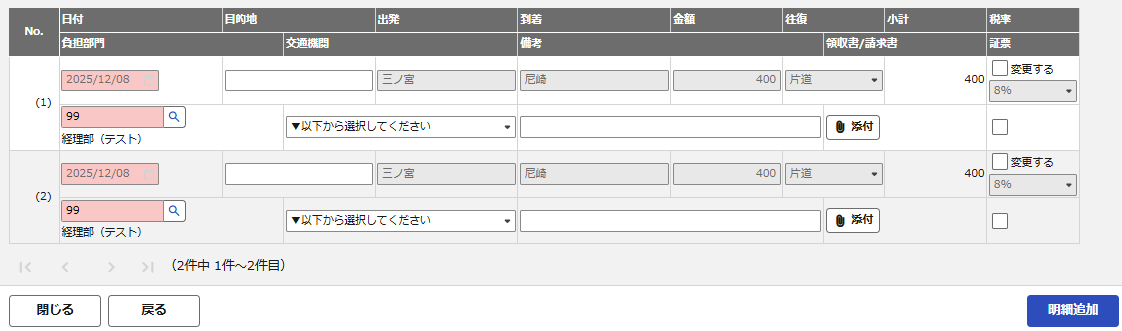 No. 日付 目的地 出発 到着 金額 往復 小計 税率
負担部門 交通機関 備考 領収書/請求書 証票
(1) 2025/12/08 三ノ宮 尼崎 400 片道 400 変更する
8%
99 ▼以下から選択してください 添付
経理部（テスト）
(2) 2025/12/08 三ノ宮 尼崎 400 片道 400 変更する
8%
99 ▼以下から選択してください 添付
経理部（テスト）
（2件中 1件～2件目）
閉じる 戻る 明細追加